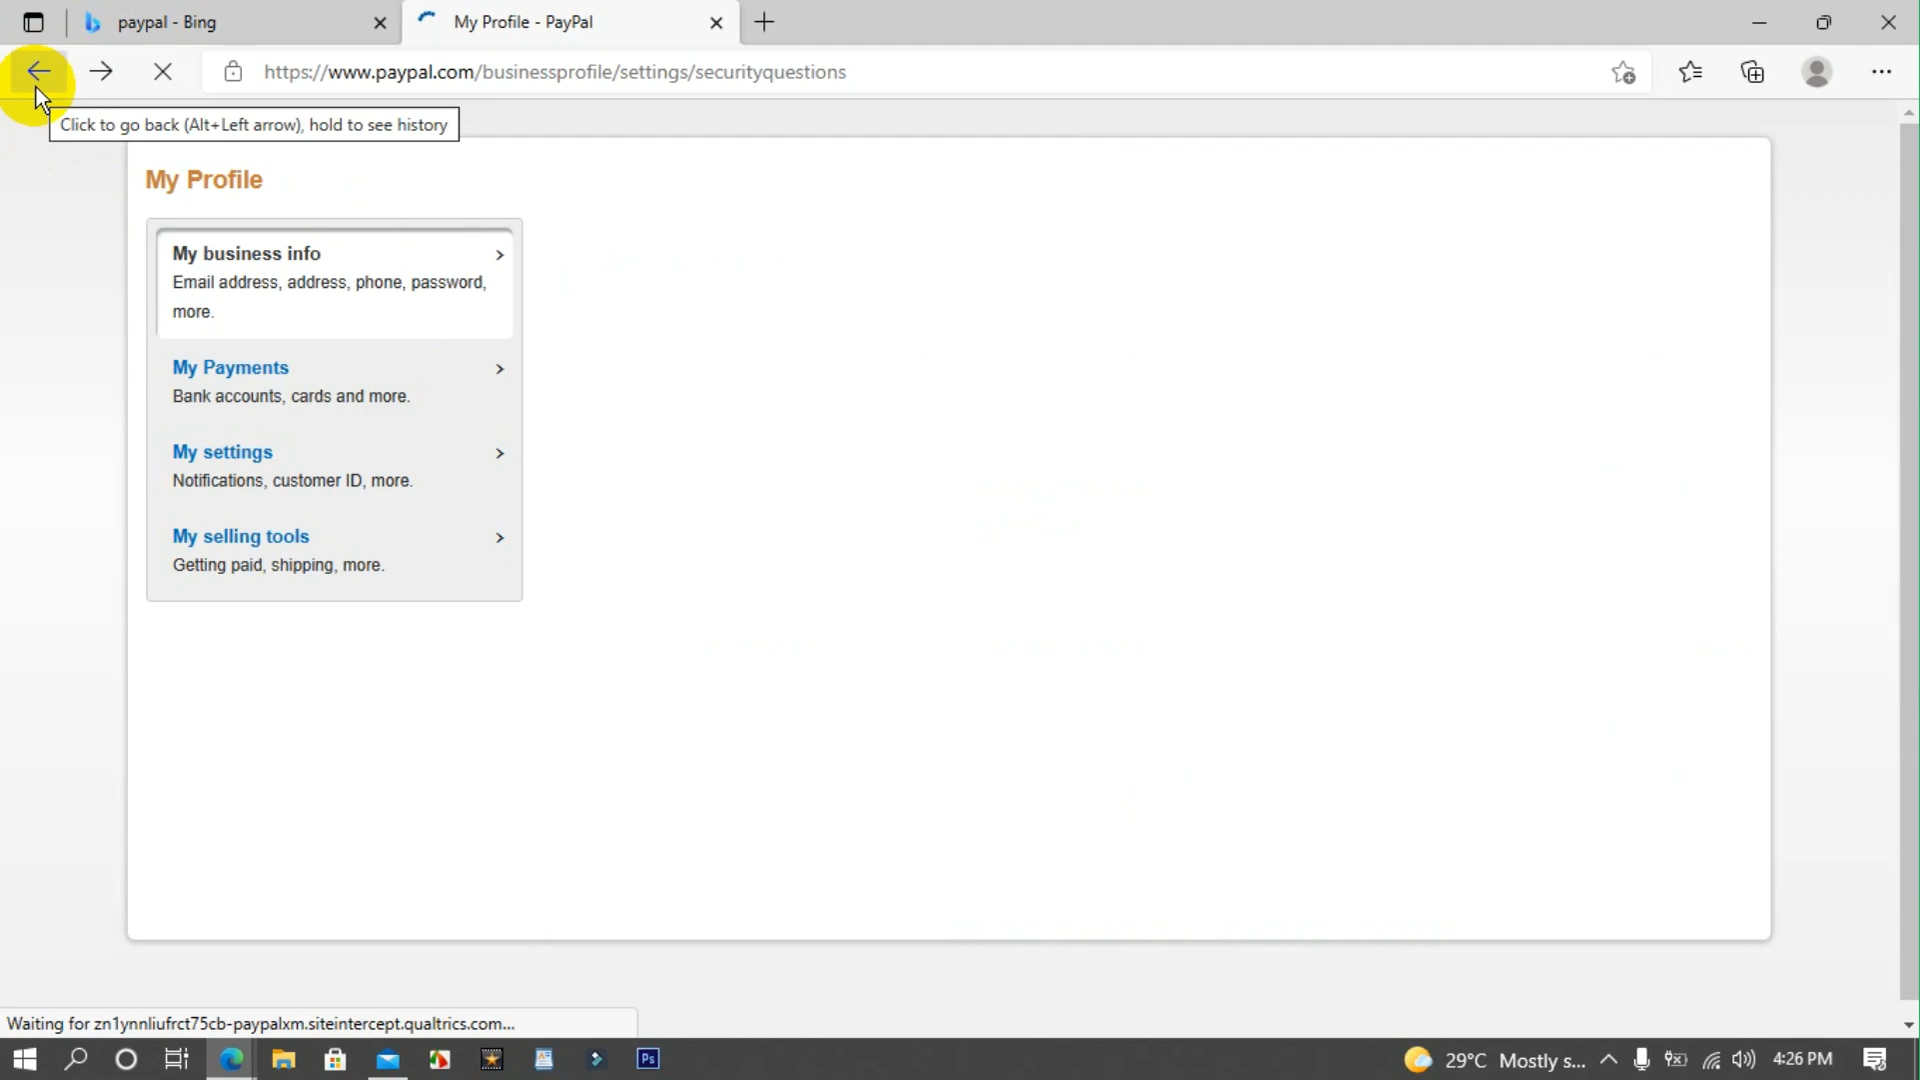 paypal - Bing
My Profile - PayPal
https://www.paypal.com/businessprofile/settings/securityquestions
Click to go back (Alt+Left arrow), hold to see history
My Profile
My business info
Email address, address, phone, password,
more.
My Payments
Bank accounts, cards and more.
My settings
Notifications, customer ID, more.
My selling tools
Getting paid, shipping, more.
Waiting for zn1ynnliufrct75cb-paypalxm.siteintercept.qualtrics.com...
Ps
29°C Mostly s...
4:26 PM